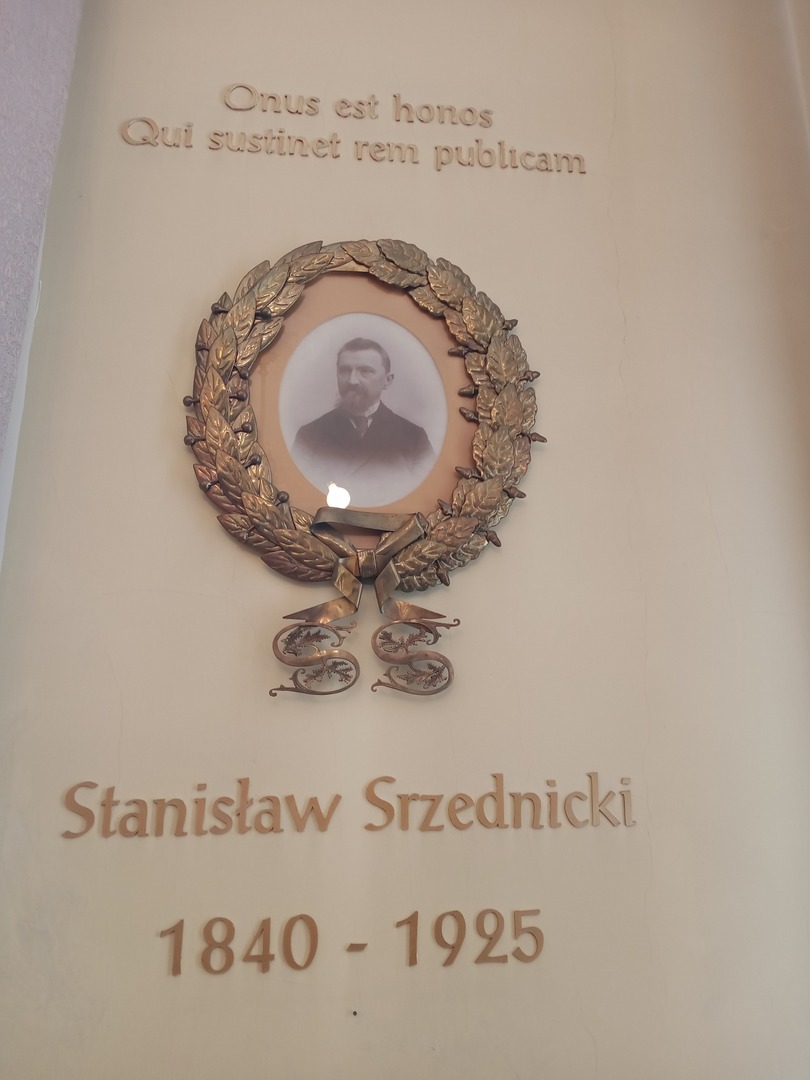 Onus est honos
Qui sustinet rem publicam
SS
Stanisław Srzednicki
1840 - 1925